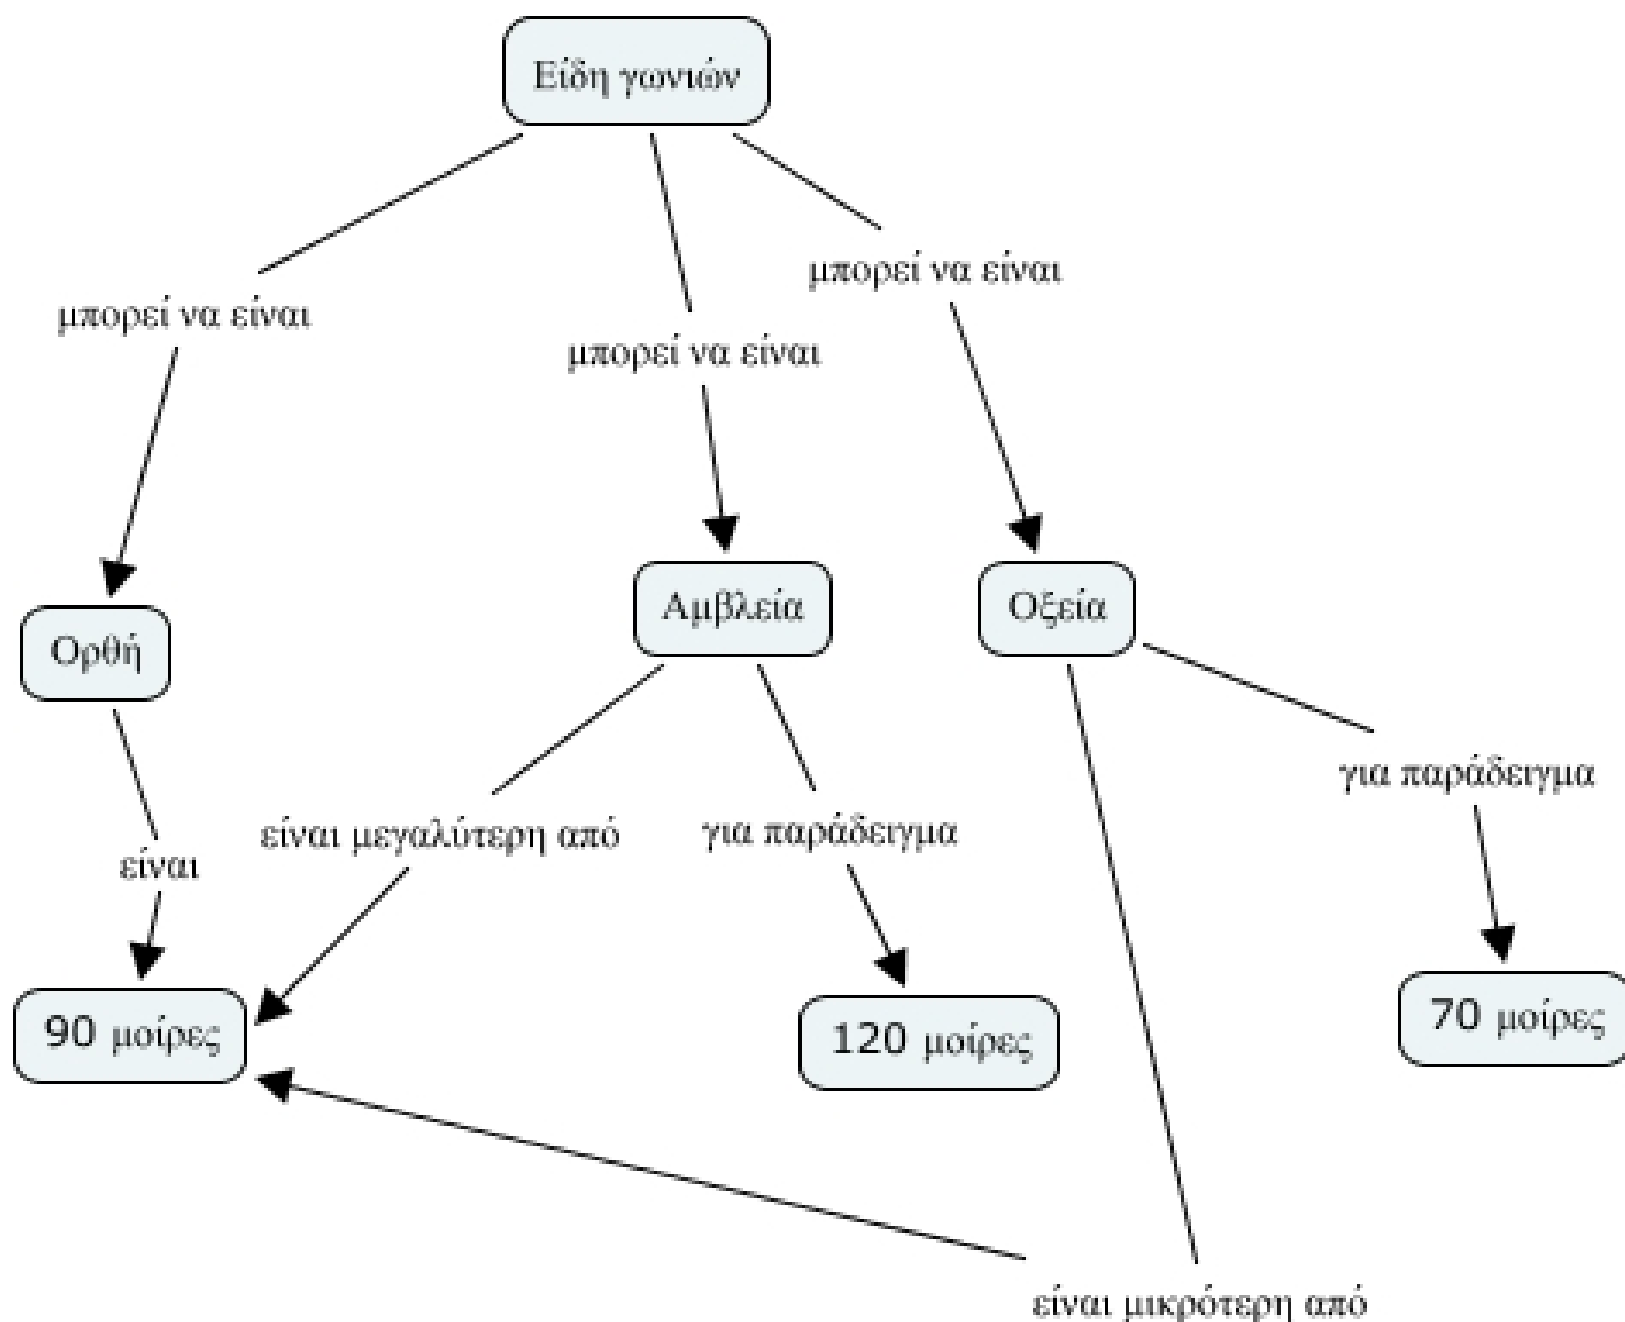 Είδη γωνιών
μπορεί να είναι
μπορεί να είναι
μπορεί να είναι
Ορθή
Αμβλεία
Οξεία
είναι
είναι μεγαλύτερη από
για παράδειγμα
για παράδειγμα
90 μοίρες
120 μοίρες
70 μοίρες
είναι μικρότερη από